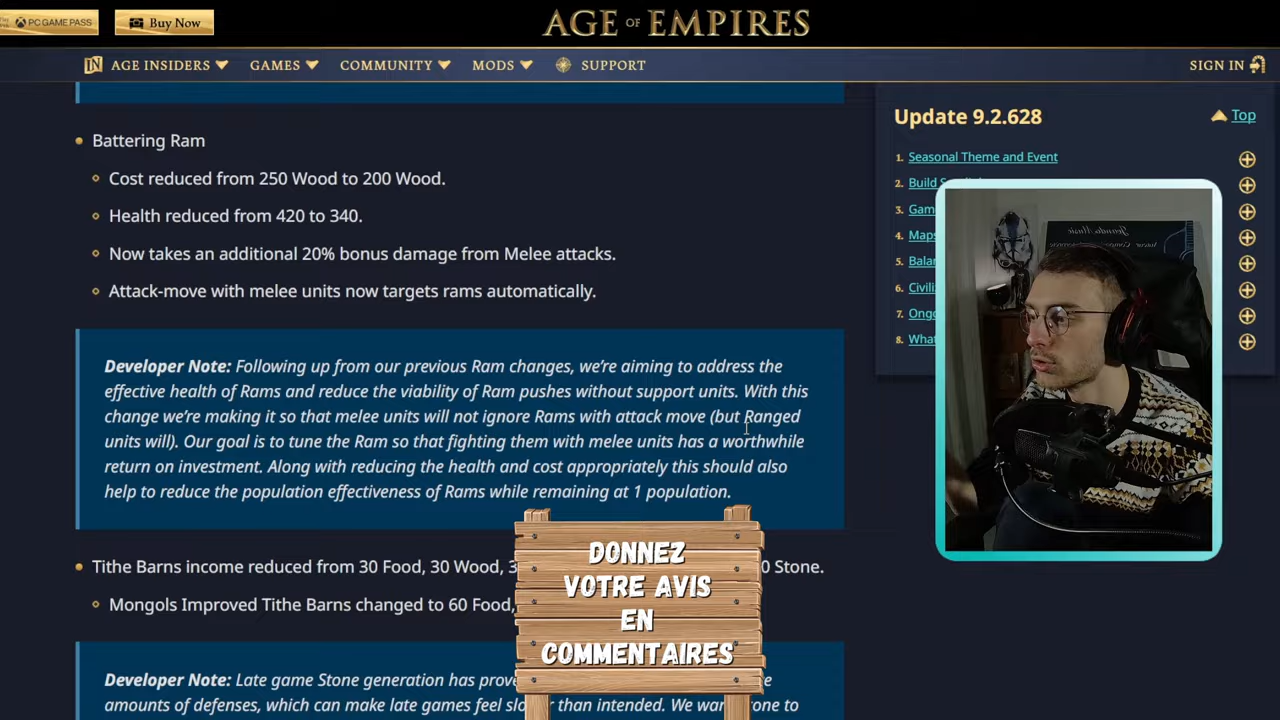 PC GAME PASS
Buy Now
AGE OF EMPIRES
AGE INSIDERS
GAMES
COMMUNITY
MODS
SUPPORT
SIGN IN
Battering Ram
Cost reduced from 250 Wood to 200 Wood.
Health reduced from 420 to 340.
Now takes an additional 20% bonus damage from Melee attacks.
Attack-move with melee units now targets rams automatically.
Developer Note: Following up from our previous Ram changes, we're aiming to address the
effective health of Rams and reduce the viability of Ram pushes without support units. With this
change we're making it so that melee units will not ignore Rams with attack move (but Ranged
units will). Our goal is to tune the Ram so that fighting them with melee units has a worthwhile
return on investment. Along with reducing the health and cost appropriately this should also
help to reduce the population effectiveness of Rams while remaining at 1 population.
Tithe Barns income reduced from 30 Food, 30 Wood, 3 0 Stone.
Mongols Improved Tithe Barns changed to 60 Food,
Developer Note: Late game Stone generation has prove
amounts of defenses, which can make late games feel slo r than intended. We wan one to
Update 9.2.628
Top
1. Seasonal Theme and Event
2. Build
3. Gam
4. Maps
5. Balan
6. Civili
7. Ongo
8. What
DONNEZ
VOTRE AVIS
EN
COMMENTAIRES